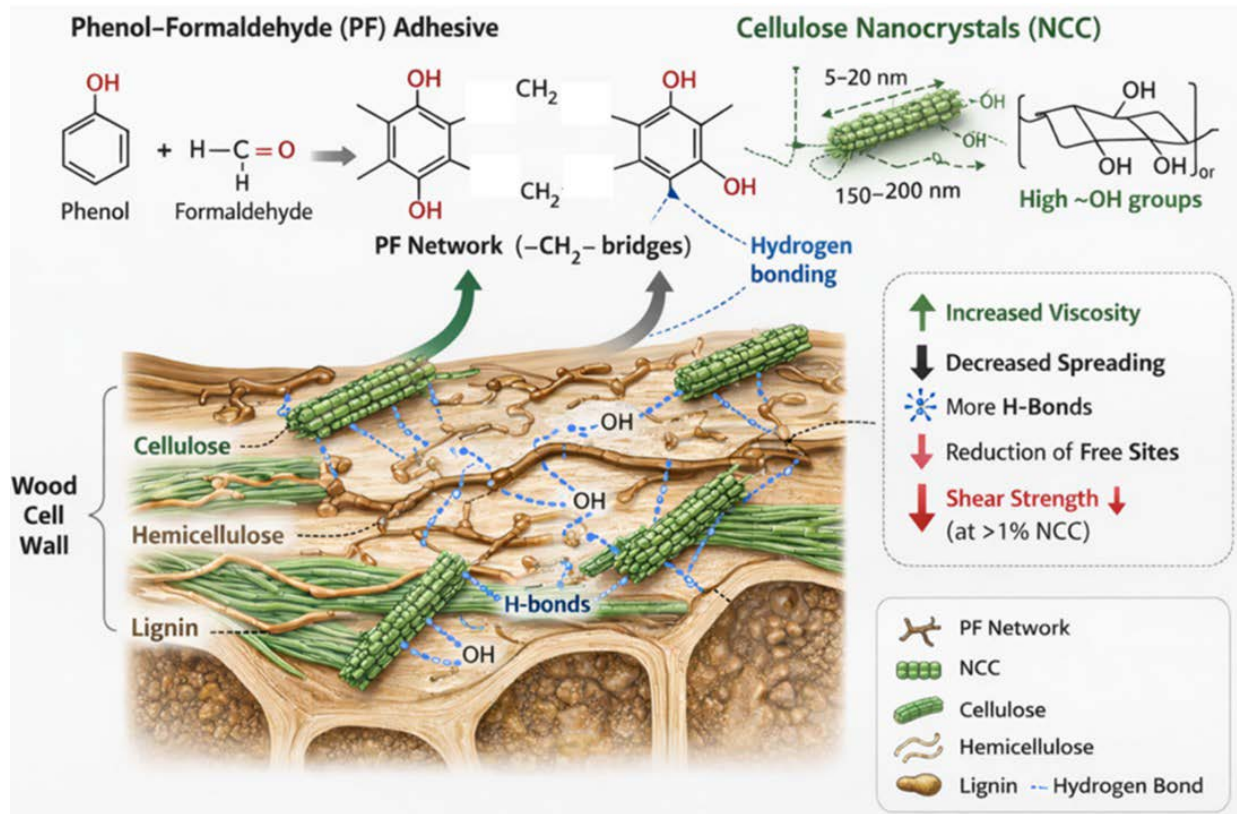 Phenol–Formaldehyde (PF) Adhesive
Cellulose Nanocrystals (NCC)
OH
Phenol
+
H–C=O
H
Formaldehyde
OH
OH
CH2
CH2
OH
OH
PF Network (–CH2– bridges)
5–20 nm
-OH
OH
150–200 nm
OH
OH
OH
or
High ~OH groups
Hydrogen
bonding
Increased Viscosity
Decreased Spreading
More H-Bonds
Reduction of Free Sites
Shear Strength
(at >1% NCC)
Wood
Cell
Wall
Cellulose
Hemicellulose
Lignin
OH
OH
H-bonds
OH
PF Network
NCC
Cellulose
Hemicellulose
Lignin
Hydrogen Bond